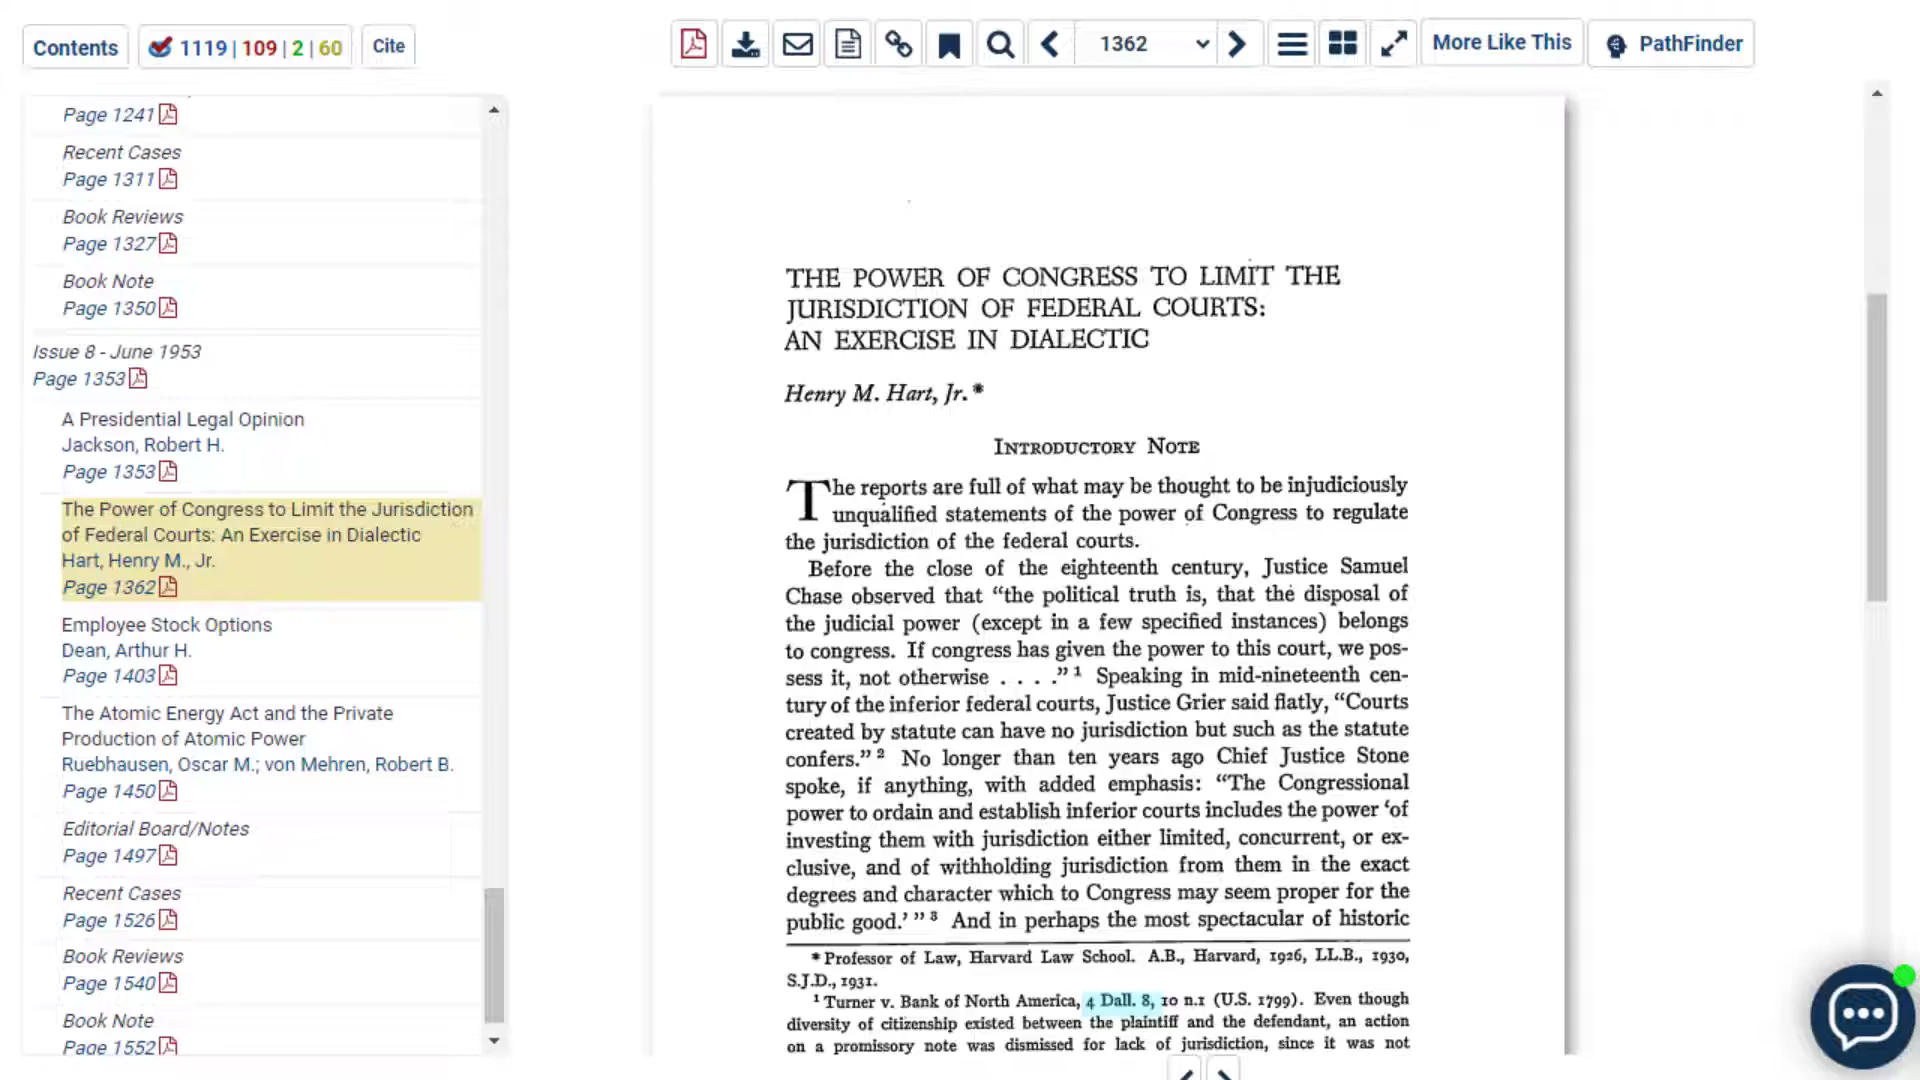 Contents
1119 | 109 | 2 | 60
Cite
1362
More Like This
PathFinder
Page 1241
Recent Cases
Page 1311
Book Reviews
Page 1327
Book Note
Page 1350
Issue 8 - June 1953
Page 1353
A Presidential Legal Opinion
Jackson, Robert H.
Page 1353
The Power of Congress to Limit the Jurisdiction
of Federal Courts: An Exercise in Dialectic
Hart, Henry M., Jr.
Page 1362
Employee Stock Options
Dean, Arthur H.
Page 1403
The Atomic Energy Act and the Private
Production of Atomic Power
Ruebhausen, Oscar M.; von Mehren, Robert B.
Page 1450
Editorial Board/Notes
Page 1497
Recent Cases
Page 1526
Book Reviews
Page 1540
Book Note
Page 1552
THE POWER OF CONGRESS TO LIMIT THE
JURISDICTION OF FEDERAL COURTS:
AN EXERCISE IN DIALECTIC
Henry M. Hart, Jr.*
INTRODUCTORY NOTE
The reports are full of what may be thought to be injudiciously
unqualified statements of the power of Congress to regulate
the jurisdiction of the federal courts.
Before the close of the eighteenth century, Justice Samuel
Chase observed that “the political truth is, that the disposal of
the judicial power (except in a few specified instances) belongs
to congress. If congress has given the power to this court, we pos-
sess it, not otherwise . . . .” 1 Speaking in mid-nineteenth cen-
tury of the inferior federal courts, Justice Grier said flatly, “Courts
created by statute can have no jurisdiction but such as the statute
confers.” 2 No longer than ten years ago Chief Justice Stone
spoke, if anything, with added emphasis: “The Congressional
power to ordain and establish inferior courts includes the power ‘of
investing them with jurisdiction either limited, concurrent, or ex-
clusive, and of withholding jurisdiction from them in the exact
degrees and character which to Congress may seem proper for the
public good.’ ” 3 And in perhaps the most spectacular of historic
* Professor of Law, Harvard Law School. A.B., Harvard, 1926, LL.B., 1930,
S.J.D., 1931.
1 Turner v. Bank of North America, 4 Dall. 8, 10 n.1 (U.S. 1799). Even though
diversity of citizenship existed between the plaintiff and the defendant, an action
on a promissory note was dismissed for lack of jurisdiction, since it was not